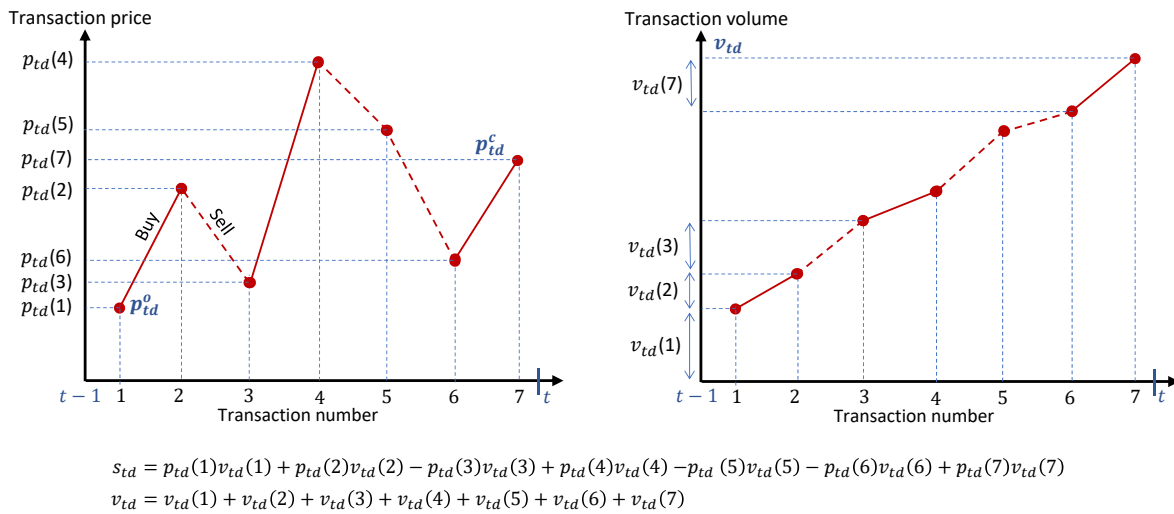 Transaction price
p_td(4)
p_td(5)
p_td(7)
p_td(2)
p_td(6)
p_td(3)
p_td(1)
Buy
Sell
p^o_td
p^c_td
t − 1 1 2 3 4 5 6 7 t
Transaction number
Transaction volume
v_td
v_td(7)
v_td(3)
v_td(2)
v_td(1)
t − 1 1 2 3 4 5 6 7 t
Transaction number
s_td = p_td(1)v_td(1) + p_td(2)v_td(2) − p_td(3)v_td(3) + p_td(4)v_td(4) −p_td (5)v_td(5) − p_td(6)v_td(6) + p_td(7)v_td(7)
v_td = v_td(1) + v_td(2) + v_td(3) + v_td(4) + v_td(5) + v_td(6) + v_td(7)